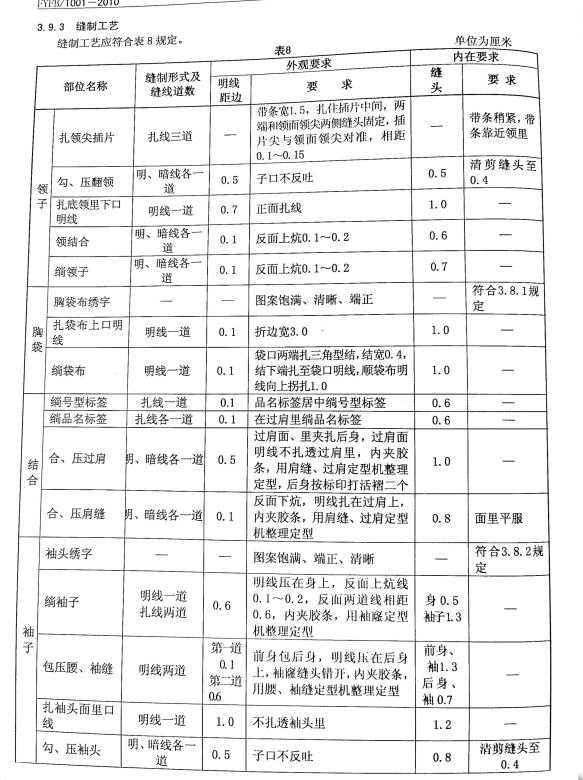 FYFB/T001—2010
3.9.3 缝制工艺
缝制工艺应符合表8规定。
表8
单位为厘米
部位名称
缝制形式及
缝线道数
外观要求
内在要求
明线
距边
要 求
缝
头
要 求
领
子
扎领尖插片
扎线三道
—
带条宽1.5，扎住插片中间，两
端和领面领尖两侧缝头固定，插
片尖与领面领尖对准，相距
0.1～0.15
—
带条稍紧，带
条靠近领里
勾、压翻领
明、暗线各一
道
0.5
子口不反吐
0.5
清剪缝头至
0.4
扎底领里下口
明线
明线一道
0.7
正面扎线
1.0
—
领结合
明、暗线各一
道
0.1
反面上炕0.1～0.2
0.6
—
绱领子
明、暗线各一
道
0.1
反面上炕0.1～0.2
0.7
—
胸
袋
胸袋布绣字
—
—
图案饱满、清晰、端正
—
符合3.8.1规
定
扎袋布上口明
线
明线一道
0.1
折边宽3.0
1.0
—
绱袋布
明线一道
0.1
袋口两端扎三角型结，结宽0.4，
结下端扎至袋口明线，顺袋布明
线向上拐扎1.0
1.0
—
结
合
绱号型标签
扎线一道
0.1
品名标签居中绱号型标签
0.6
—
绱品名标签
扎线各一道
0.1
在过肩里绱品名标签
0.6
—
合、压过肩
明、暗线各一道
0.5
过肩面、里夹扎后身，过肩面
明线不扎透过肩里，内夹胶
条，用肩缝、过肩定型机整理
定型，后身按标印打活褶二个
1.0
—
合、压肩缝
明、暗线各一道
0.1
反面下炕，明线扎在过肩上，
内夹胶条，用肩缝、过肩定型
机整理定型
0.8
面里平服
袖
子
袖头绣字
—
—
图案饱满、端正、清晰
—
符合3.8.2规
定
绱袖子
明线一道
扎线两道
0.6
明线压在身上，反面上炕线
0.1～0.2，反面两道线相距
0.6，内夹胶条，用袖窿定型
机整理定型
身 0.5
袖子1.3
—
包压腰、袖缝
明线两道
第一道
0.1
第二道
0.6
前身包后身，明线压在后身
上，袖窿缝头错开，内夹胶条，
用腰、袖缝定型机整理定型
前身、
袖1.3
后身、
袖 0.7
—
扎袖头面里口
线
明线一道
1.0
不扎透袖头里
1.2
—
勾、压袖头
明、暗线各一
道
0.5
子口不反吐
0.8
清剪缝头至
0.4